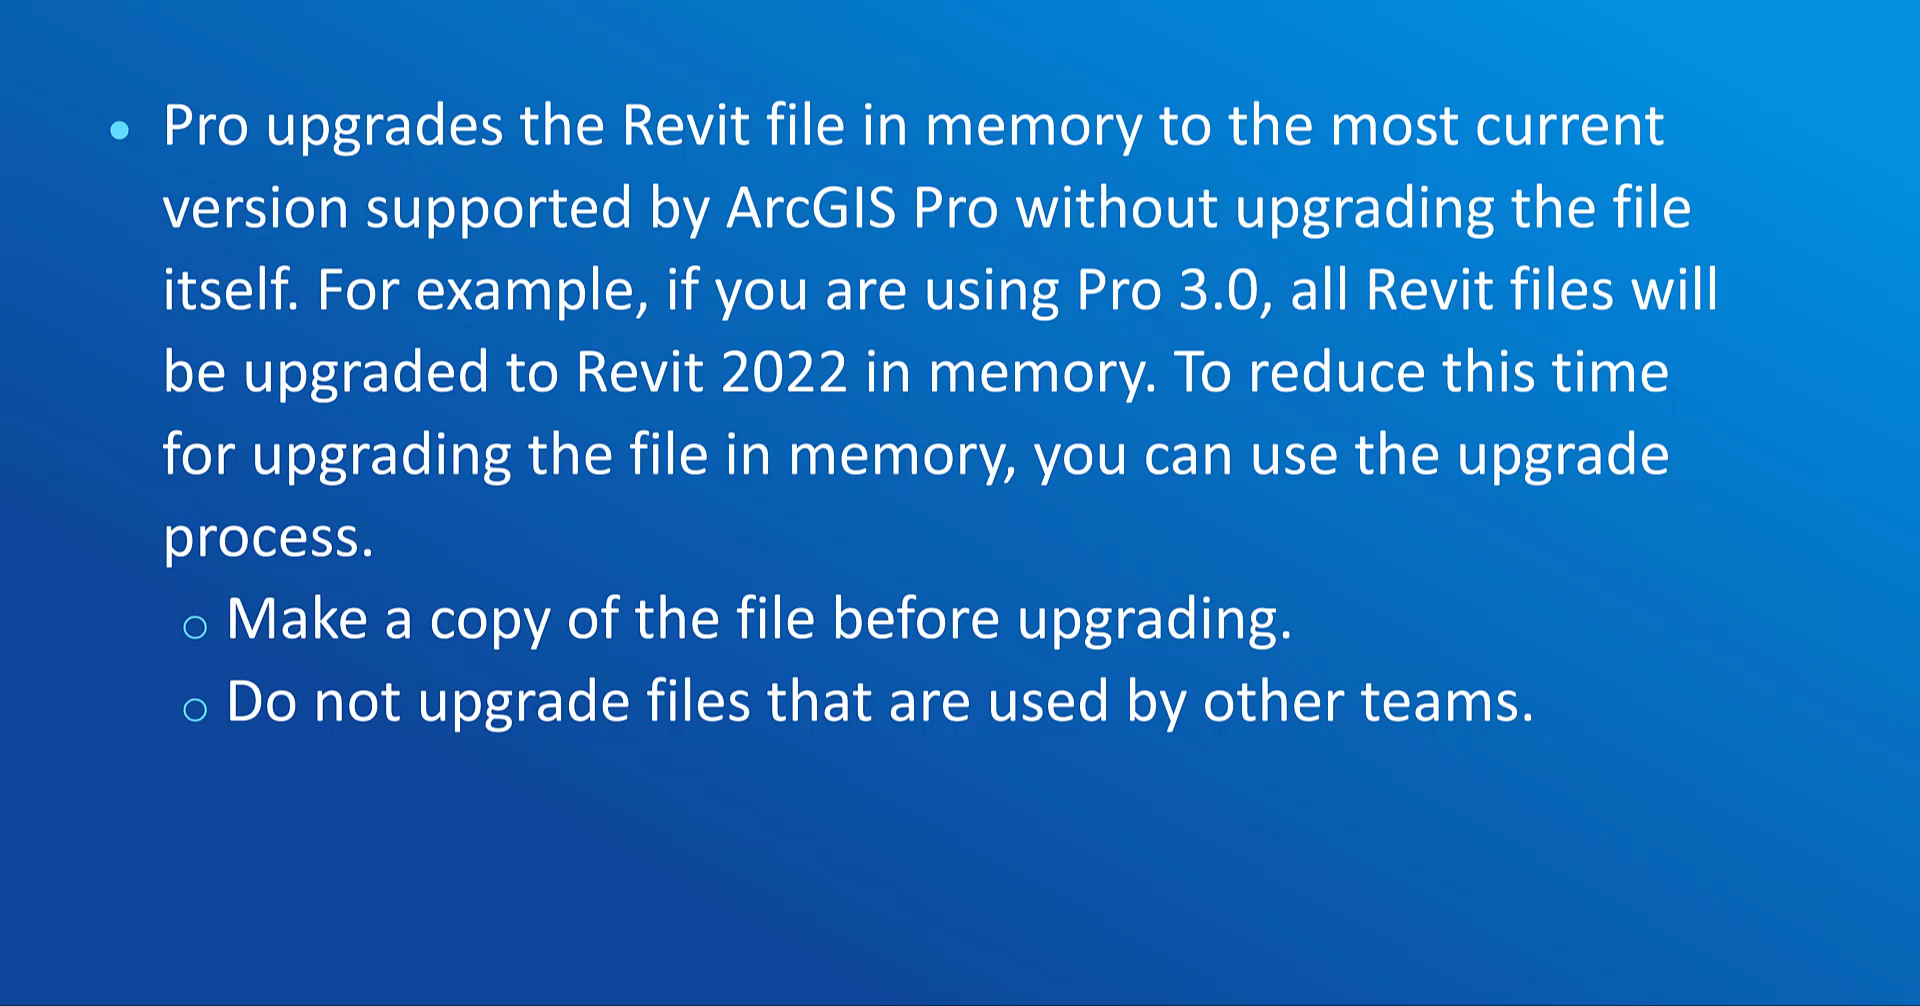 • Pro upgrades the Revit file in memory to the most current
version supported by ArcGIS Pro without upgrading the file
itself. For example, if you are using Pro 3.0, all Revit files will
be upgraded to Revit 2022 in memory. To reduce this time
for upgrading the file in memory, you can use the upgrade
process.
○ Make a copy of the file before upgrading.
○ Do not upgrade files that are used by other teams.